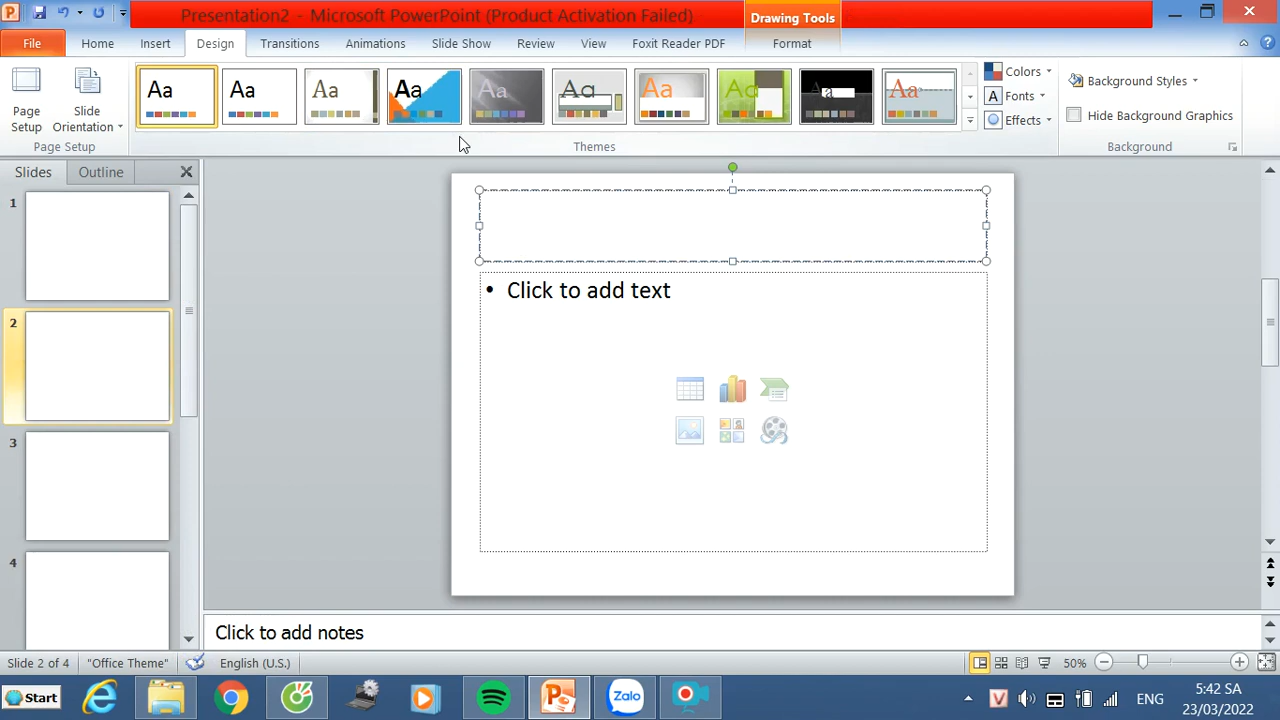 Presentation2 - Microsoft PowerPoint (Product Activation Failed)
Drawing Tools
File
Home
Insert
Design
Transitions
Animations
Slide Show
Review
View
Foxit Reader PDF
Format
Page Setup
Slide Orientation
Aa
Aa
Aa
Aa
Aa
Aa
Aa
Aa
Aa
Aa
Colors
Fonts
Effects
Background Styles
Hide Background Graphics
Page Setup
Themes
Background
Slides
Outline
1
2
3
4
• Click to add text
Click to add notes
Slide 2 of 4
"Office Theme"
English (U.S.)
50%
Start
Zalo
ENG
5:42 SA
23/03/2022